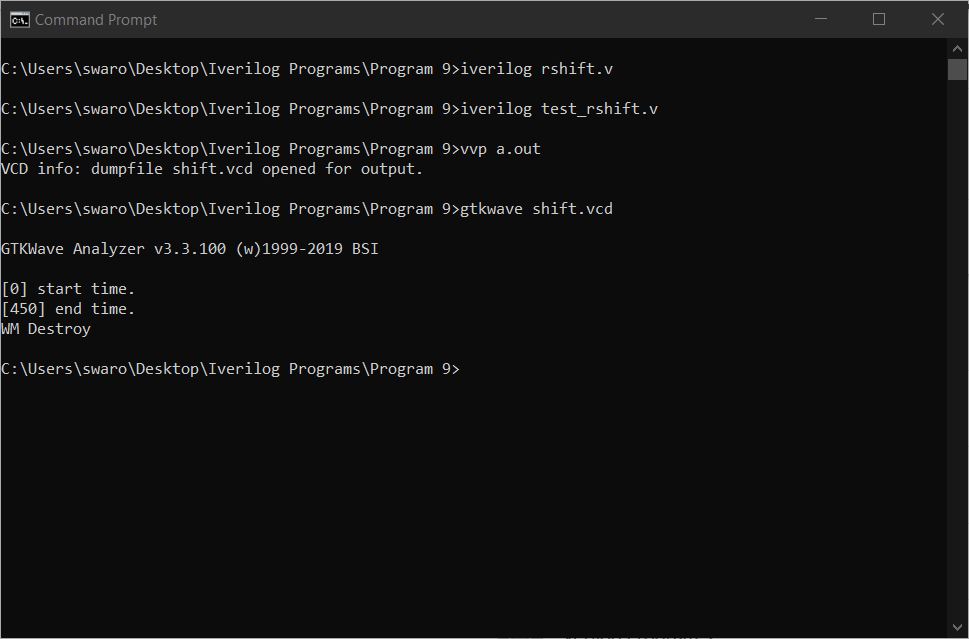 Command Prompt
C:\Users\swaro\Desktop\Iverilog Programs\Program 9>iverilog rshift.v
C:\Users\swaro\Desktop\Iverilog Programs\Program 9>iverilog test_rshift.v
C:\Users\swaro\Desktop\Iverilog Programs\Program 9>vvp a.out
VCD info: dumpfile shift.vcd opened for output.
C:\Users\swaro\Desktop\Iverilog Programs\Program 9>gtkwave shift.vcd
GTKWave Analyzer v3.3.100 (w)1999-2019 BSI
[0] start time.
[450] end time.
WM Destroy
C:\Users\swaro\Desktop\Iverilog Programs\Program 9>